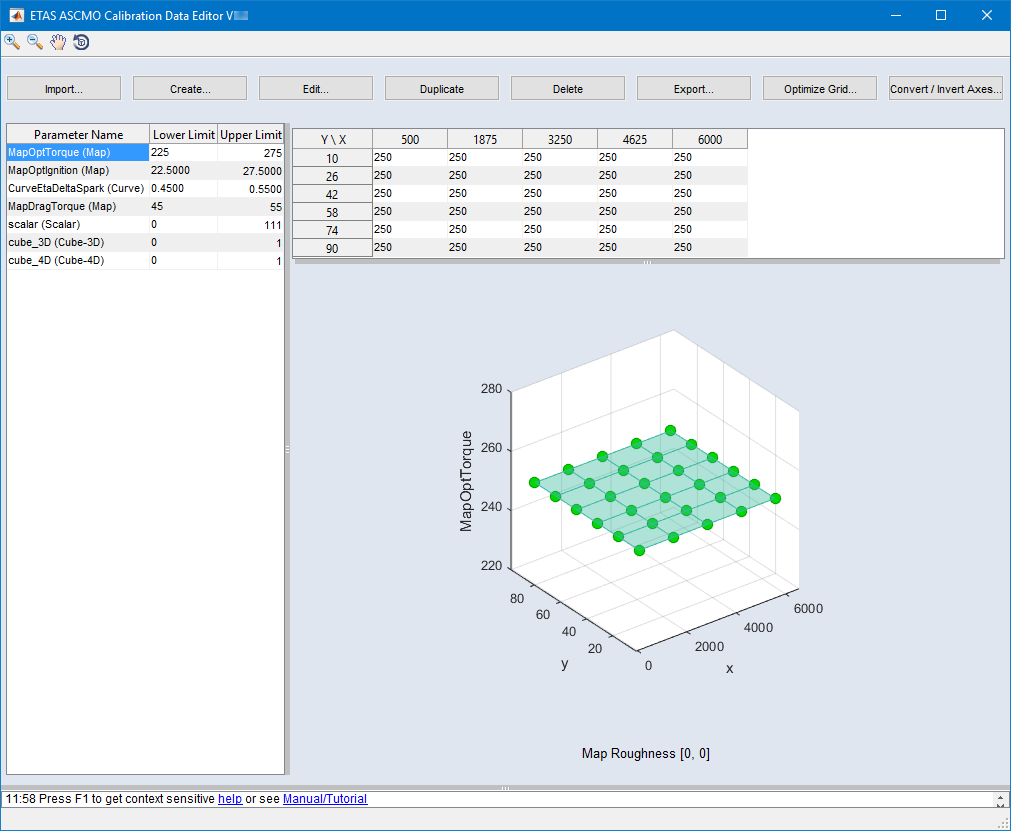 ETAS ASCMO Calibration Data Editor V
Import... Create... Edit... Duplicate Delete Export... Optimize Grid... Convert / Invert Axes...
Parameter Name Lower Limit Upper Limit
MapOptTorque (Map) 225 275
MapOptIgnition (Map) 22.5000 27.5000
CurveEtaDeltaSpark (Curve) 0.4500 0.5500
MapDragTorque (Map) 45 55
scalar (Scalar) 0 111
cube_3D (Cube-3D) 0 1
cube_4D (Cube-4D) 0 1
Y \ X 500 1875 3250 4625 6000
10 250 250 250 250 250
26 250 250 250 250 250
42 250 250 250 250 250
58 250 250 250 250 250
74 250 250 250 250 250
90 250 250 250 250 250
280
260
240
220
MapOptTorque
80
60
40
20
y
0
2000
4000
6000
x
Map Roughness [0, 0]
11:58 Press F1 to get context sensitive help or see Manual/Tutorial